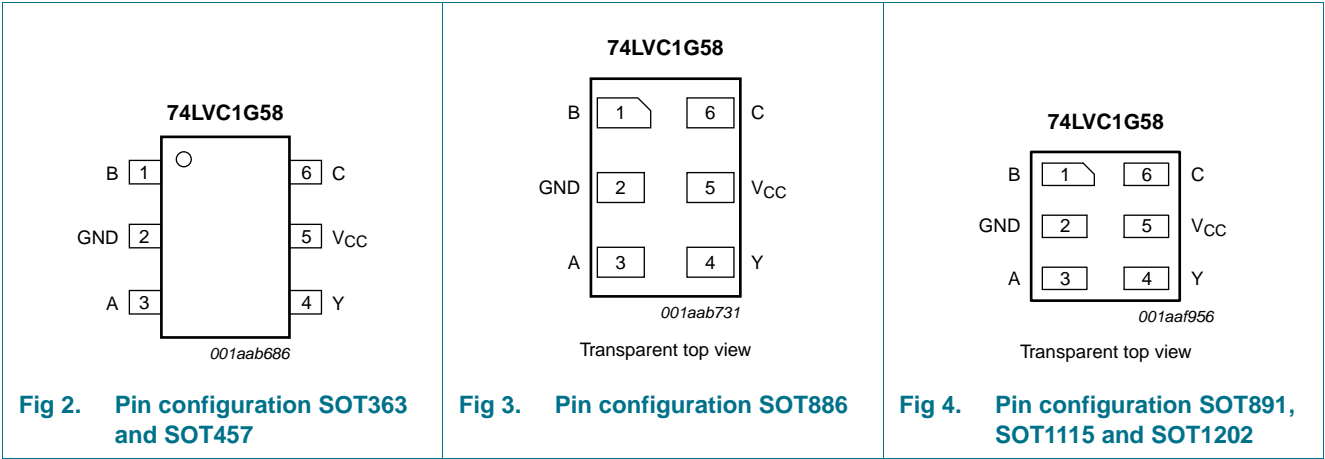 74LVC1G58
B 1 6 C
GND 2 5 VCC
A 3 4 Y
001aab686
Fig 2. Pin configuration SOT363
and SOT457
74LVC1G58
B 1 6 C
GND 2 5 VCC
A 3 4 Y
001aab731
Transparent top view
Fig 3. Pin configuration SOT886
74LVC1G58
B 1 6 C
GND 2 5 VCC
A 3 4 Y
001aaf956
Transparent top view
Fig 4. Pin configuration SOT891,
SOT1115 and SOT1202